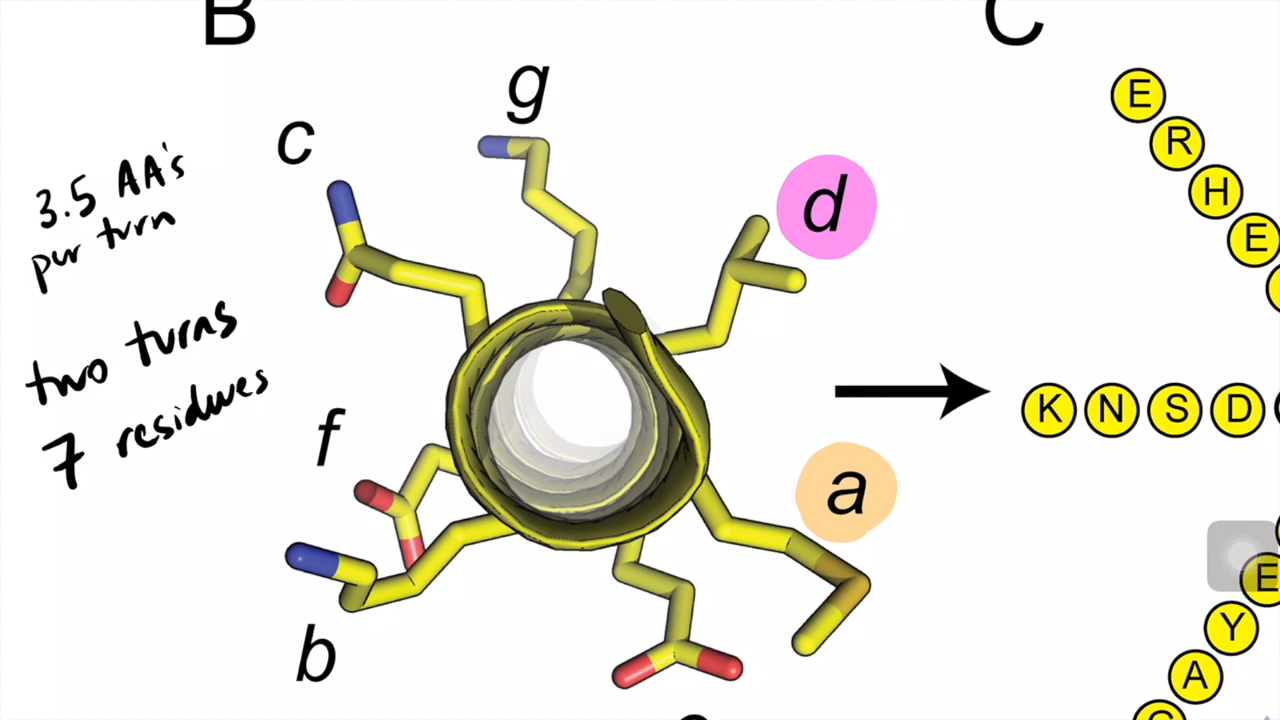 B
C
g
c
d
3.5 AA's
per turn
two turns
7 residues
f
a
b
E
R
H
E
K N S D
E
Y
A